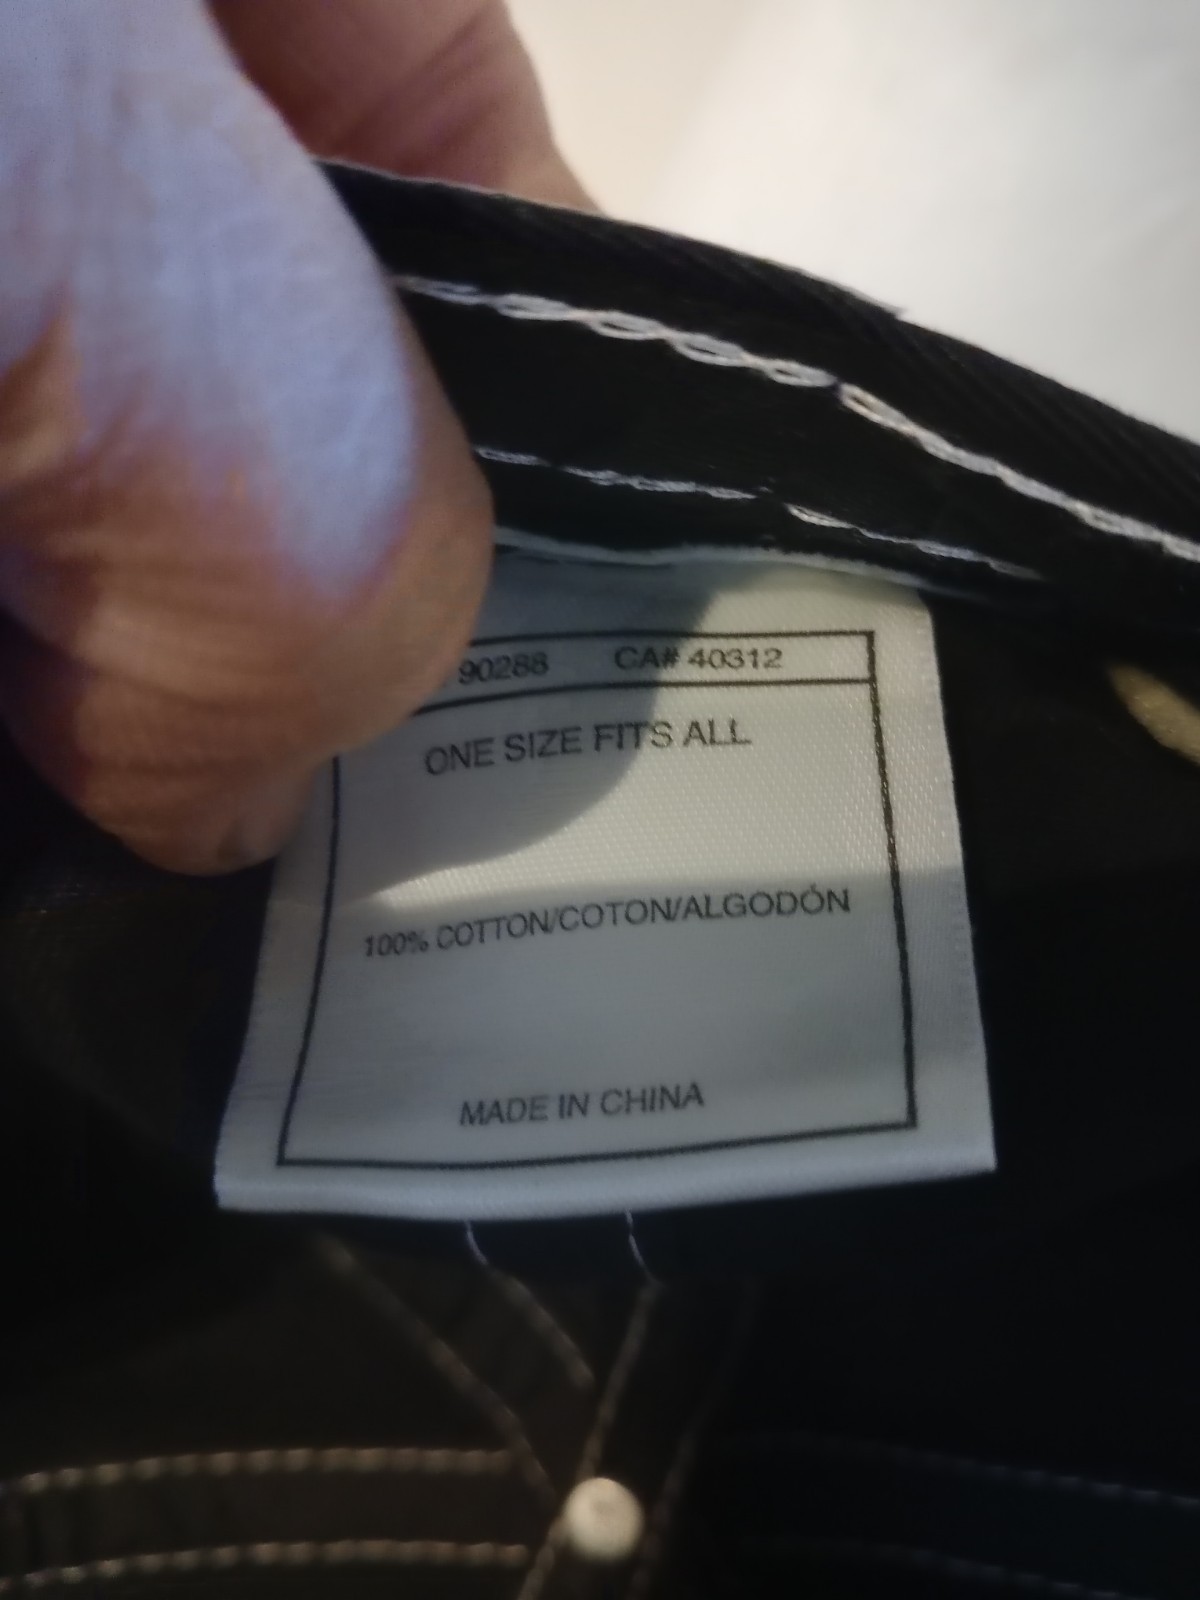 90288 CA# 40312
ONE SIZE FITS ALL
100% COTTON/COTON/ALGODÓN
MADE IN CHINA